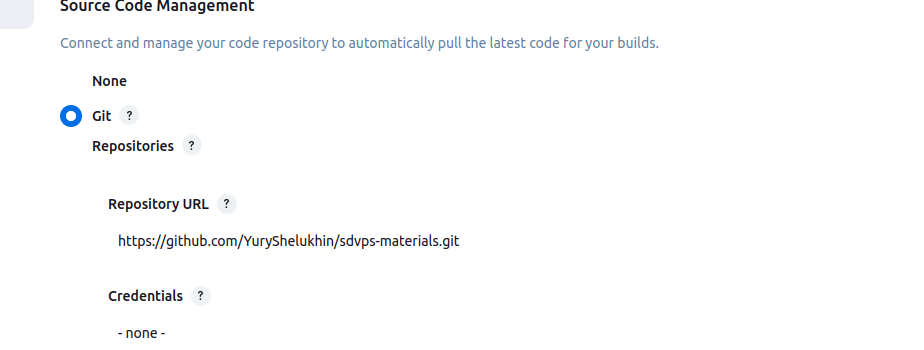 Source Code Management
Connect and manage your code repository to automatically pull the latest code for your builds.
None
Git ?
Repositories ?
Repository URL ?
https://github.com/YuryShelukhin/sdvps-materials.git
Credentials ?
- none -